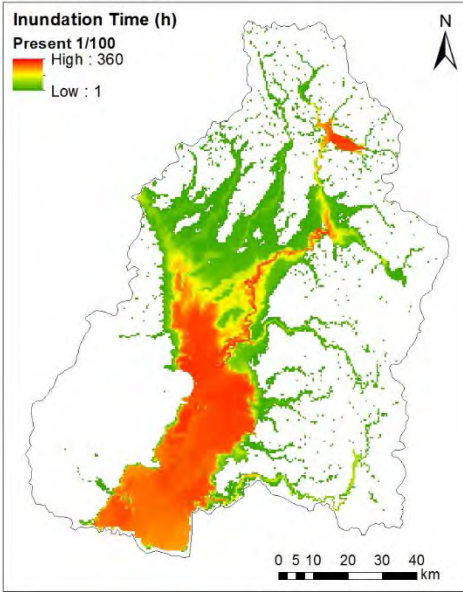 Inundation Time (h)
Present 1/100
High : 360
Low : 1
N
0 5 10 20 30 40
km